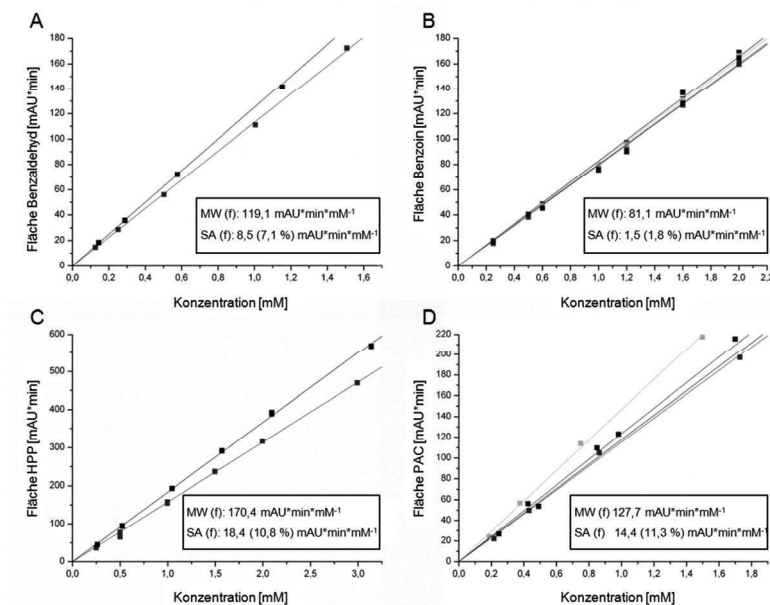 A
Fläche Benzaldehyd [mAU*min]
180
160
140
120
100
80
60
40
20
0
MW (f): 119,1 mAU*min*mM⁻¹
SA (f): 8,5 (7,1 %) mAU*min*mM⁻¹
0,0 0,2 0,4 0,6 0,8 1,0 1,2 1,4 1,6
Konzentration [mM]
B
Fläche Benzoin [mAU*min]
180
160
140
120
100
80
60
40
20
0
MW (f): 81,1 mAU*min*mM⁻¹
SA (f): 1,5 (1,8 %) mAU*min*mM⁻¹
0,0 0,2 0,4 0,6 0,8 1,0 1,2 1,4 1,6 1,8 2,0 2,2
Konzentration [mM]
C
Fläche HPP [mAU*min]
600
500
400
300
200
100
0
MW (f): 170,4 mAU*min*mM⁻¹
SA (f): 18,4 (10,8 %) mAU*min*mM⁻¹
0,0 0,5 1,0 1,5 2,0 2,5 3,0
Konzentration [mM]
D
Fläche PAC [mAU*min]
220
200
180
160
140
120
100
80
60
40
20
0
MW (f) 127,7 mAU*min*mM⁻¹
SA (f) 14,4 (11,3 %) mAU*min*mM⁻¹
0,0 0,2 0,4 0,6 0,8 1,0 1,2 1,4 1,6 1,8
Konzentration [mM]